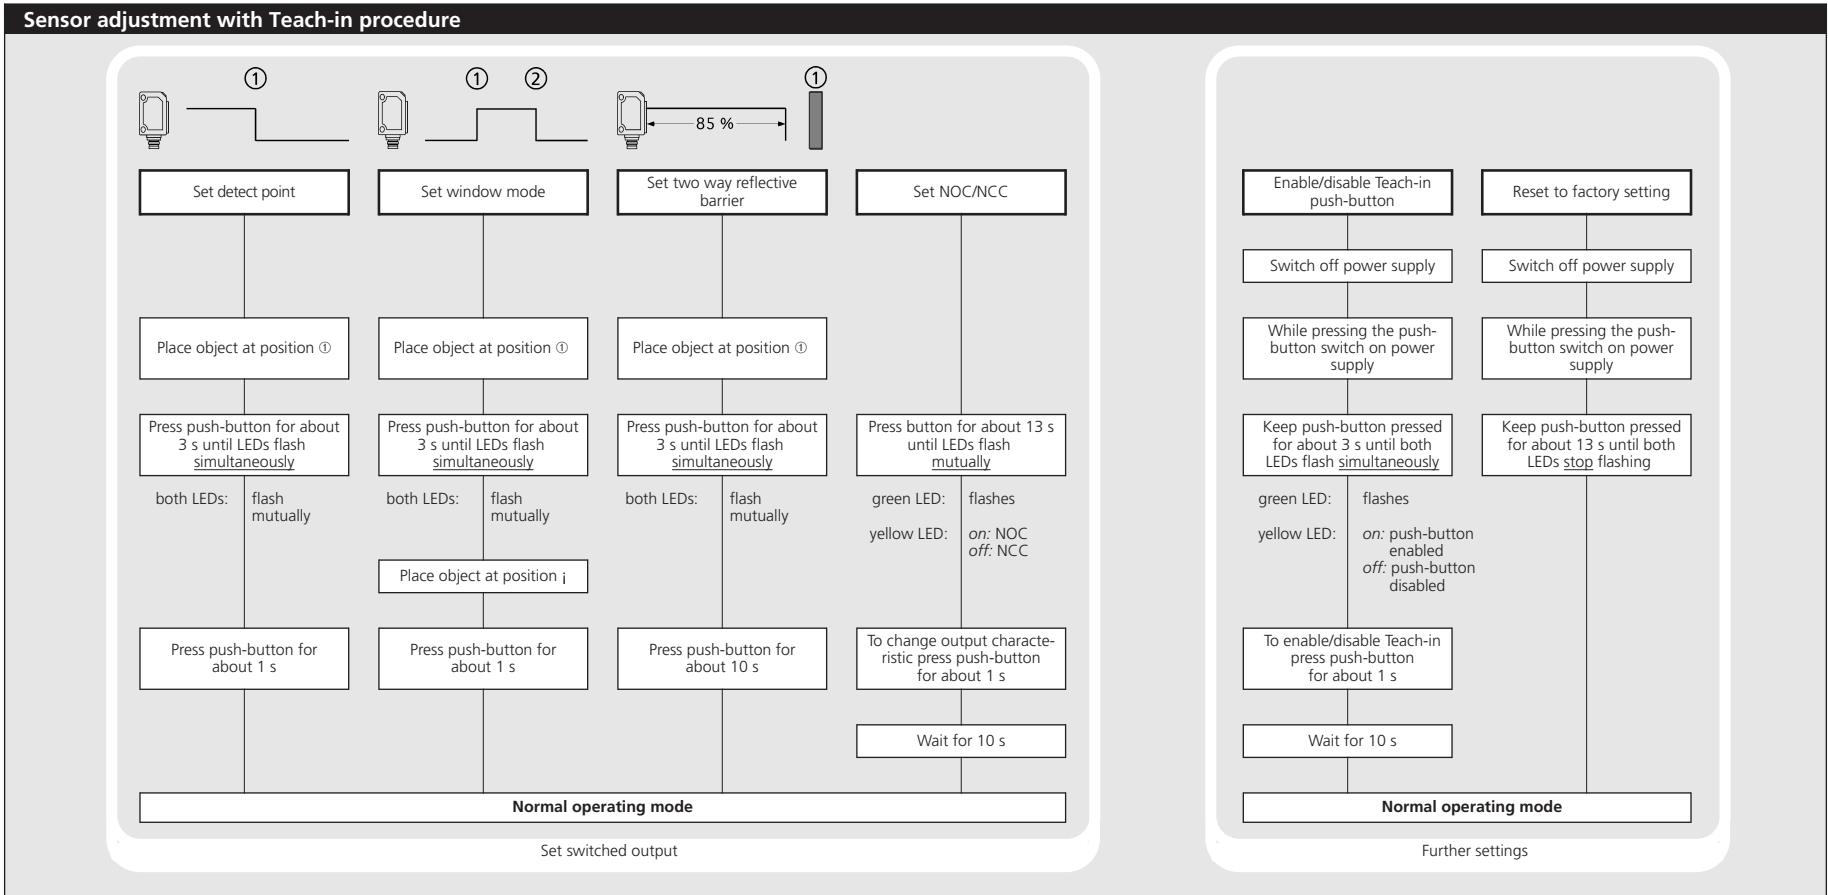 Sensor adjustment with Teach-in procedure
①
① ②
①
85 %
Set detect point
Place object at position ①
Press push-button for about
3 s until LEDs flash
simultaneously
both LEDs: flash
mutually
Press push-button for
about 1 s
Set window mode
Place object at position ①
Press push-button for about
3 s until LEDs flash
simultaneously
both LEDs: flash
mutually
Place object at position ¡
Press push-button for
about 1 s
Set two way reflective
barrier
Place object at position ①
Press push-button for about
3 s until LEDs flash
simultaneously
both LEDs: flash
mutually
Press push-button for
about 10 s
Set NOC/NCC
Press button for about 13 s
until LEDs flash
mutually
green LED: flashes
yellow LED: on: NOC
off: NCC
To change output characte-
ristic press push-button
for about 1 s
Wait for 10 s
Normal operating mode
Set switched output
Enable/disable Teach-in
push-button
Switch off power supply
While pressing the push-
button switch on power
supply
Keep push-button pressed
for about 3 s until both
LEDs flash simultaneously
green LED: flashes
yellow LED: on: push-button
enabled
off: push-button
disabled
To enable/disable Teach-in
press push-button
for about 1 s
Wait for 10 s
Reset to factory setting
Switch off power supply
While pressing the push-
button switch on power
supply
Keep push-button pressed
for about 13 s until both
LEDs stop flashing
Normal operating mode
Further settings